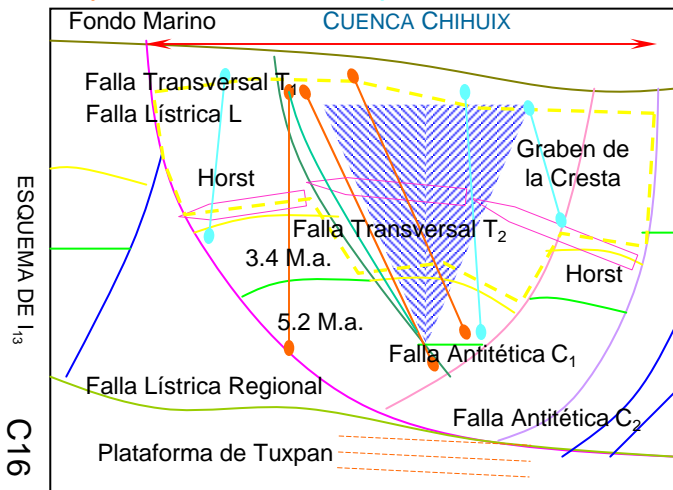 Fondo Marino
CUENCA CHIHUIX
Falla Transversal T1
Falla Lístrica L
Horst
Graben de
la Cresta
Falla Transversal T2
3.4 M.a.
Horst
5.2 M.a.
Falla Antitética C1
Falla Lístrica Regional
Falla Antitética C2
Plataforma de Tuxpan
ESQUEMA DE I13
C16